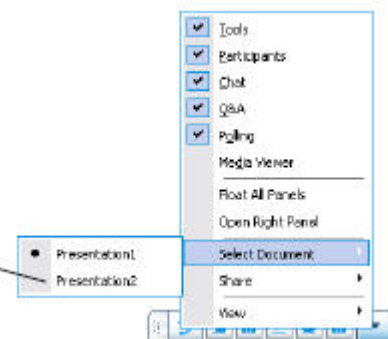 Tools
Participants
Chat
Q&A
Polling
Media Viewer
Float All Panels
Open Right Panel
Select Document
Presentation1
Presentation2
Share
View